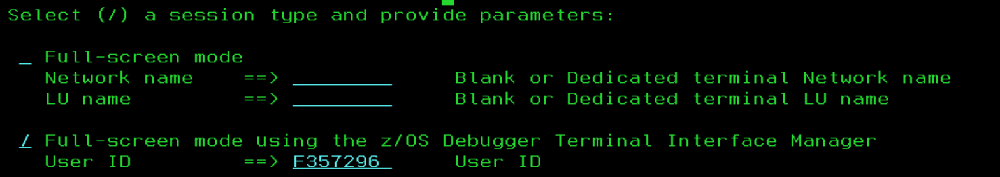 Select (/) a session type and provide parameters:
_ Full-screen mode
Network name ==> ________ Blank or Dedicated terminal Network name
LU name ==> ________ Blank or Dedicated terminal LU name
/ Full-screen mode using the z/OS Debugger Terminal Interface Manager
User ID ==> F357296_ User ID